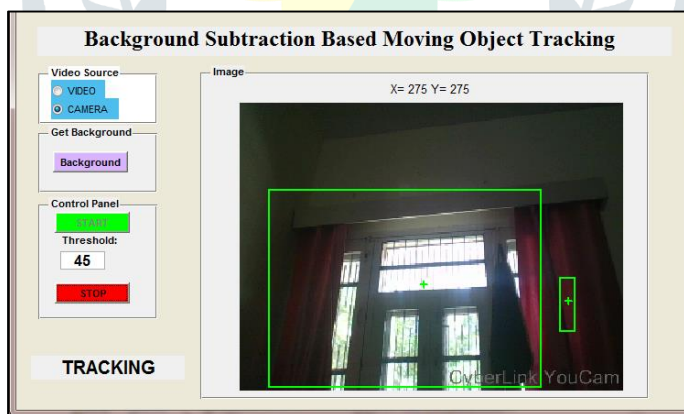 Background Subtraction Based Moving Object Tracking
Video Source
VIDEO
CAMERA
Get Background
Background
Control Panel
START
Threshold:
45
STOP
TRACKING
Image
X= 275 Y= 275
CyberLink YouCam